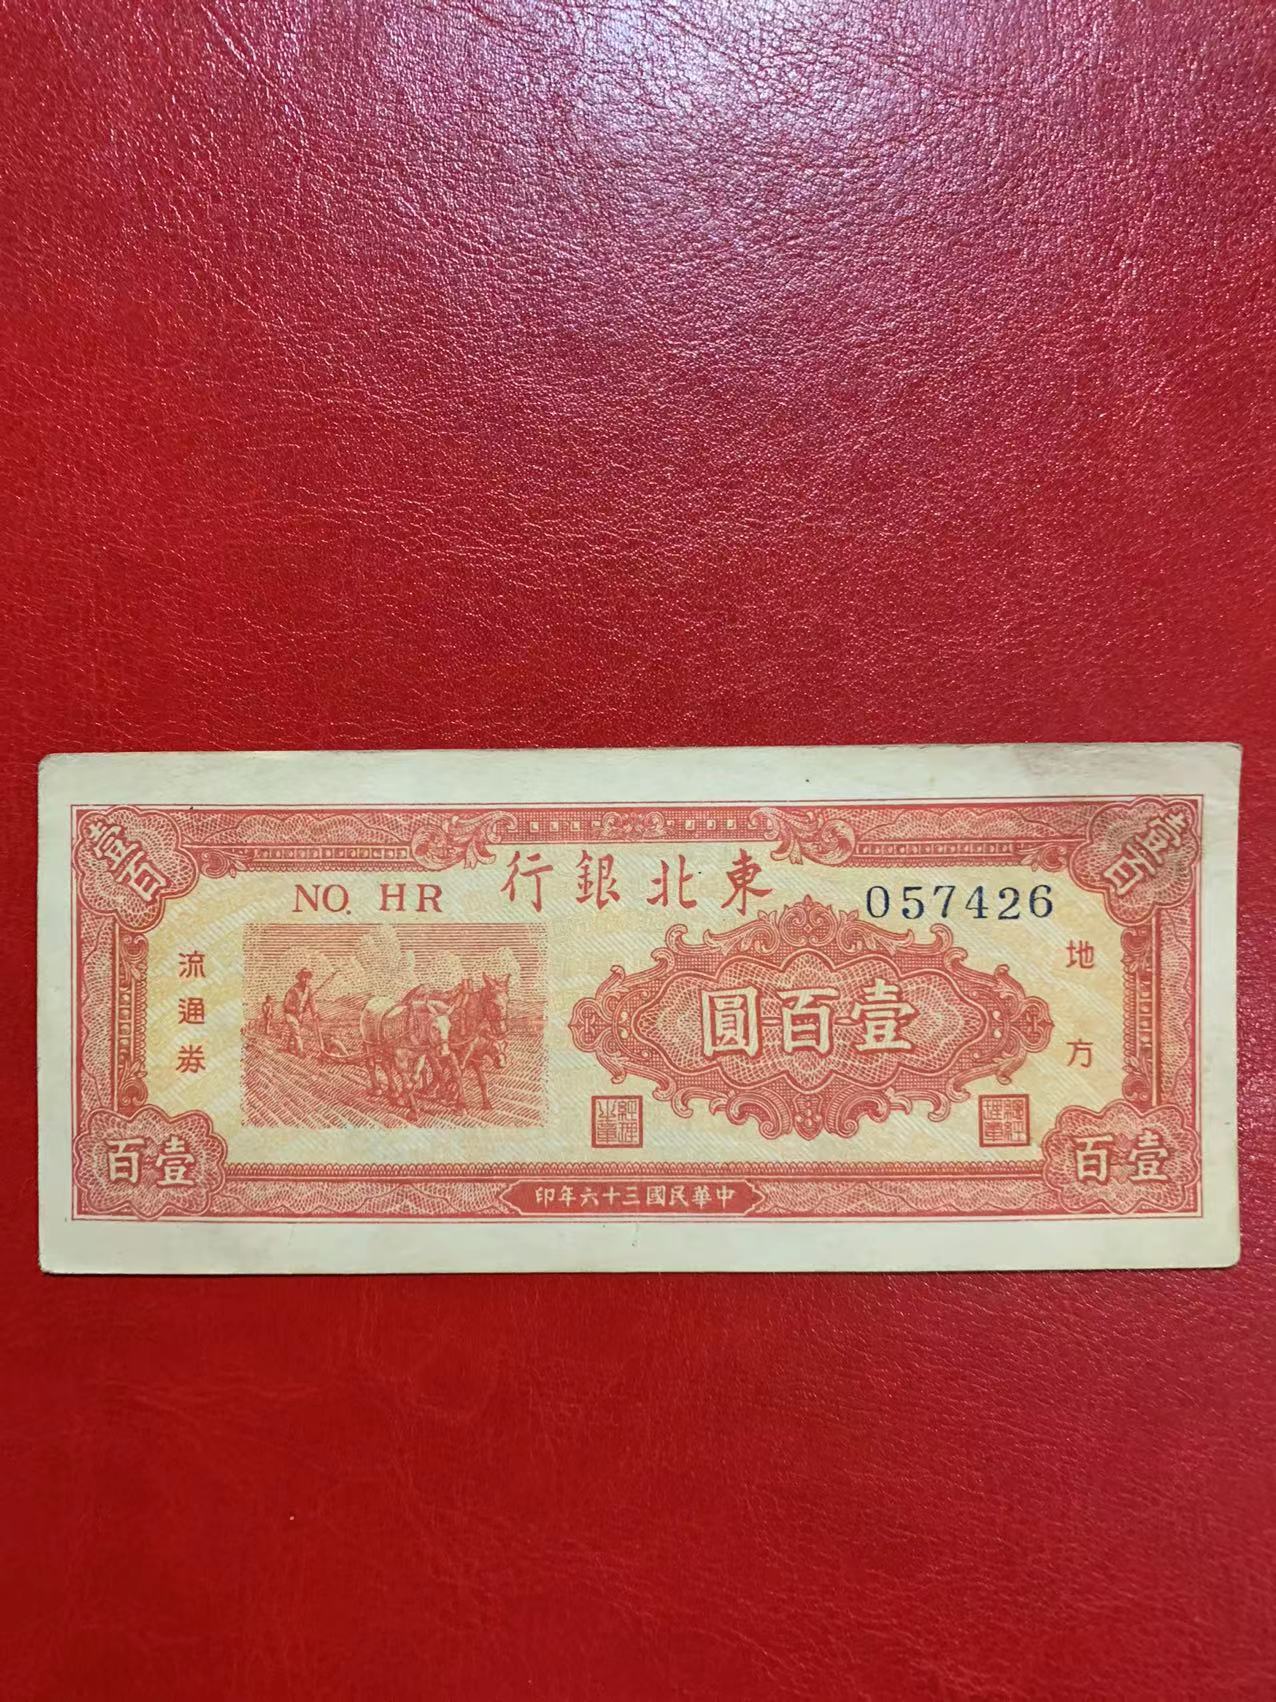 壹百
壹百
東北銀行
NO. HR
057426
地方
流通券
壹百圓
壹百
壹百
中華民國三十六年印